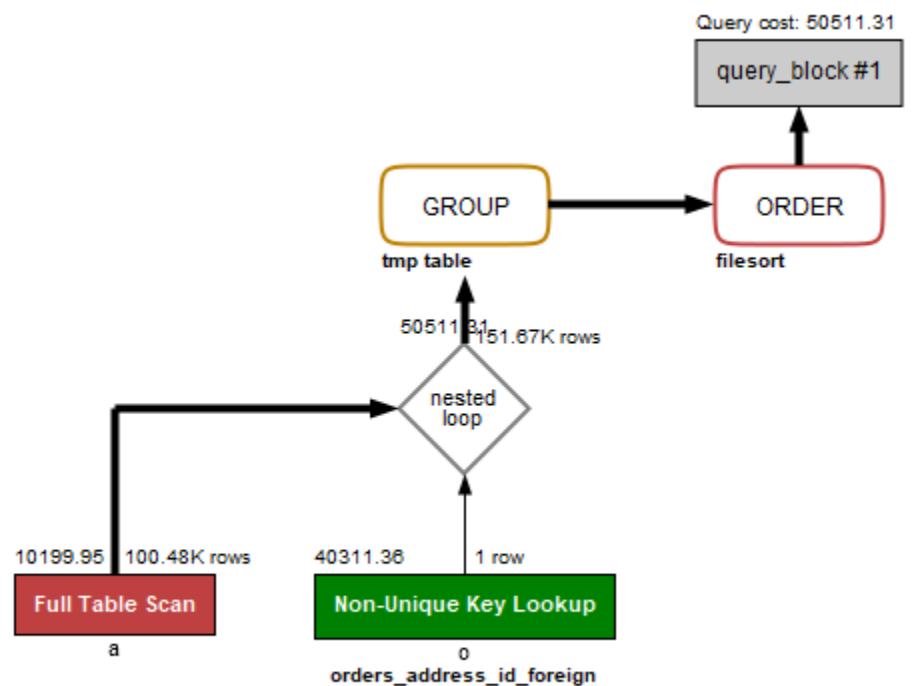 Query cost: 50511.31
query_block #1
GROUP
ORDER
tmp table
filesort
50511.31
151.67K rows
nested
loop
10199.95 100.48K rows
40311.36 1 row
Full Table Scan
Non-Unique Key Lookup
a
o
orders_address_id_foreign